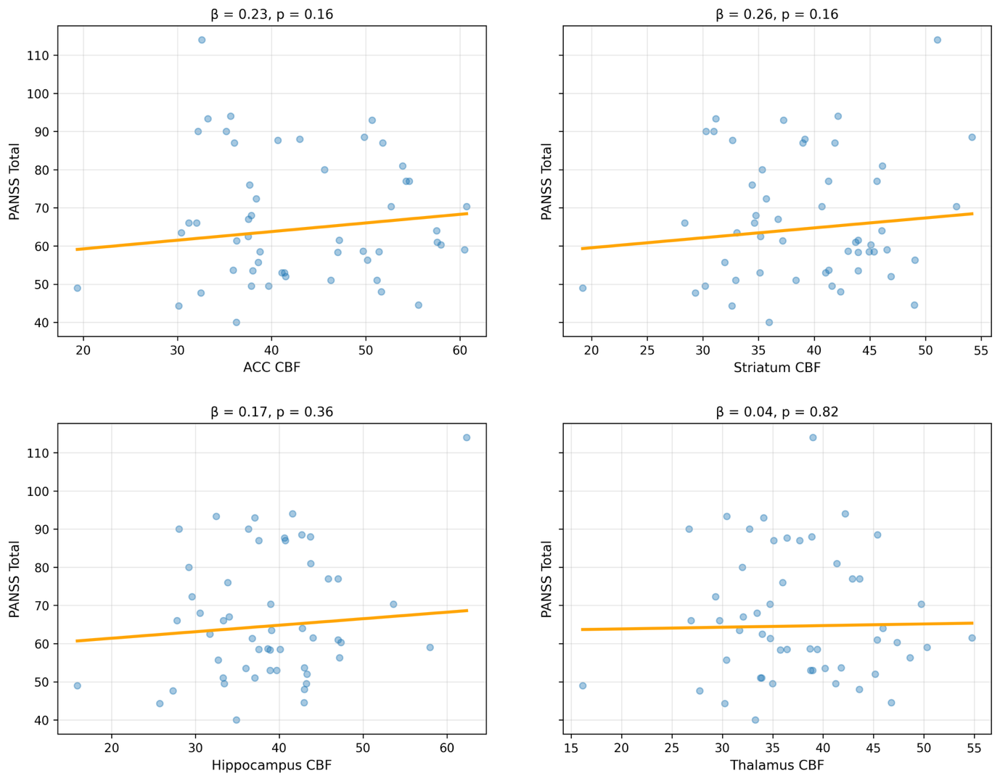 β = 0.23, p = 0.16
PANSS Total
110
100
90
80
70
60
50
40
20 30 40 50 60
ACC CBF
β = 0.26, p = 0.16
PANSS Total
20 25 30 35 40 45 50 55
Striatum CBF
β = 0.17, p = 0.36
PANSS Total
110
100
90
80
70
60
50
40
20 30 40 50 60
Hippocampus CBF
β = 0.04, p = 0.82
PANSS Total
15 20 25 30 35 40 45 50 55
Thalamus CBF